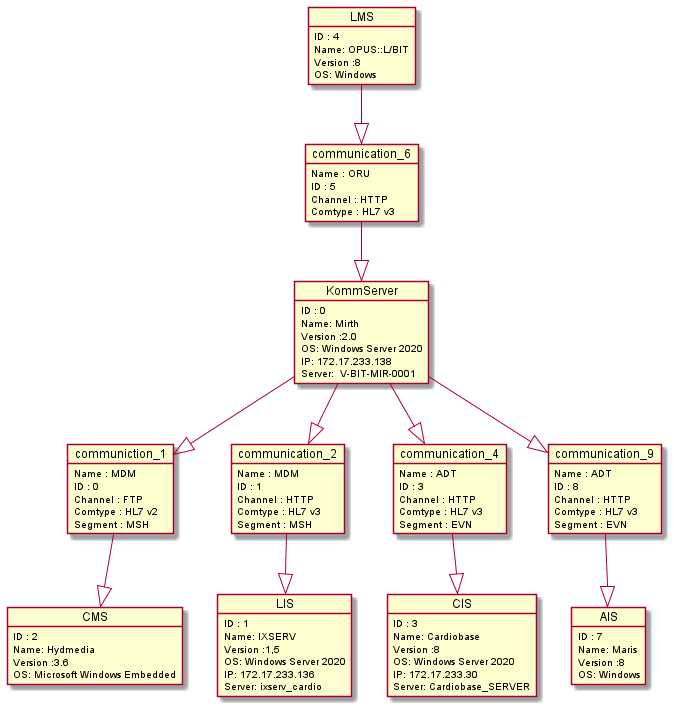 LMS
ID : 4
Name: OPUS::L/BIT
Version :8
OS: Windows
communication_6
Name : ORU
ID : 5
Channel : HTTP
Comtype : HL7 v3
KommServer
ID : 0
Name: Mirth
Version :2.0
OS: Windows Server 2020
IP: 172.17.233.138
Server:  V-BIT-MIR-0001
communiction_1
Name : MDM
ID : 0
Channel : FTP
Comtype : HL7 v2
Segment : MSH
communication_2
Name : MDM
ID : 1
Channel : HTTP
Comtype : HL7 v3
Segment : MSH
communication_4
Name : ADT
ID : 3
Channel : HTTP
Comtype : HL7 v3
Segment : EVN
communication_9
Name : ADT
ID : 8
Channel : HTTP
Comtype : HL7 v3
Segment : EVN
CMS
ID : 2
Name: Hydmedia
Version :3.6
OS: Microsoft Windows Embedded
LIS
ID : 1
Name: IXSERV
Version :1,5
OS: Windows Server 2020
IP: 172.17.233.136
Server: ixserv_cardio
CIS
ID : 3
Name: Cardiobase
Version :8
OS: Windows Server 2020
IP: 172.17.233.30
Server: Cardiobase_SERVER
AIS
ID : 7
Name: Maris
Version :8
OS: Windows